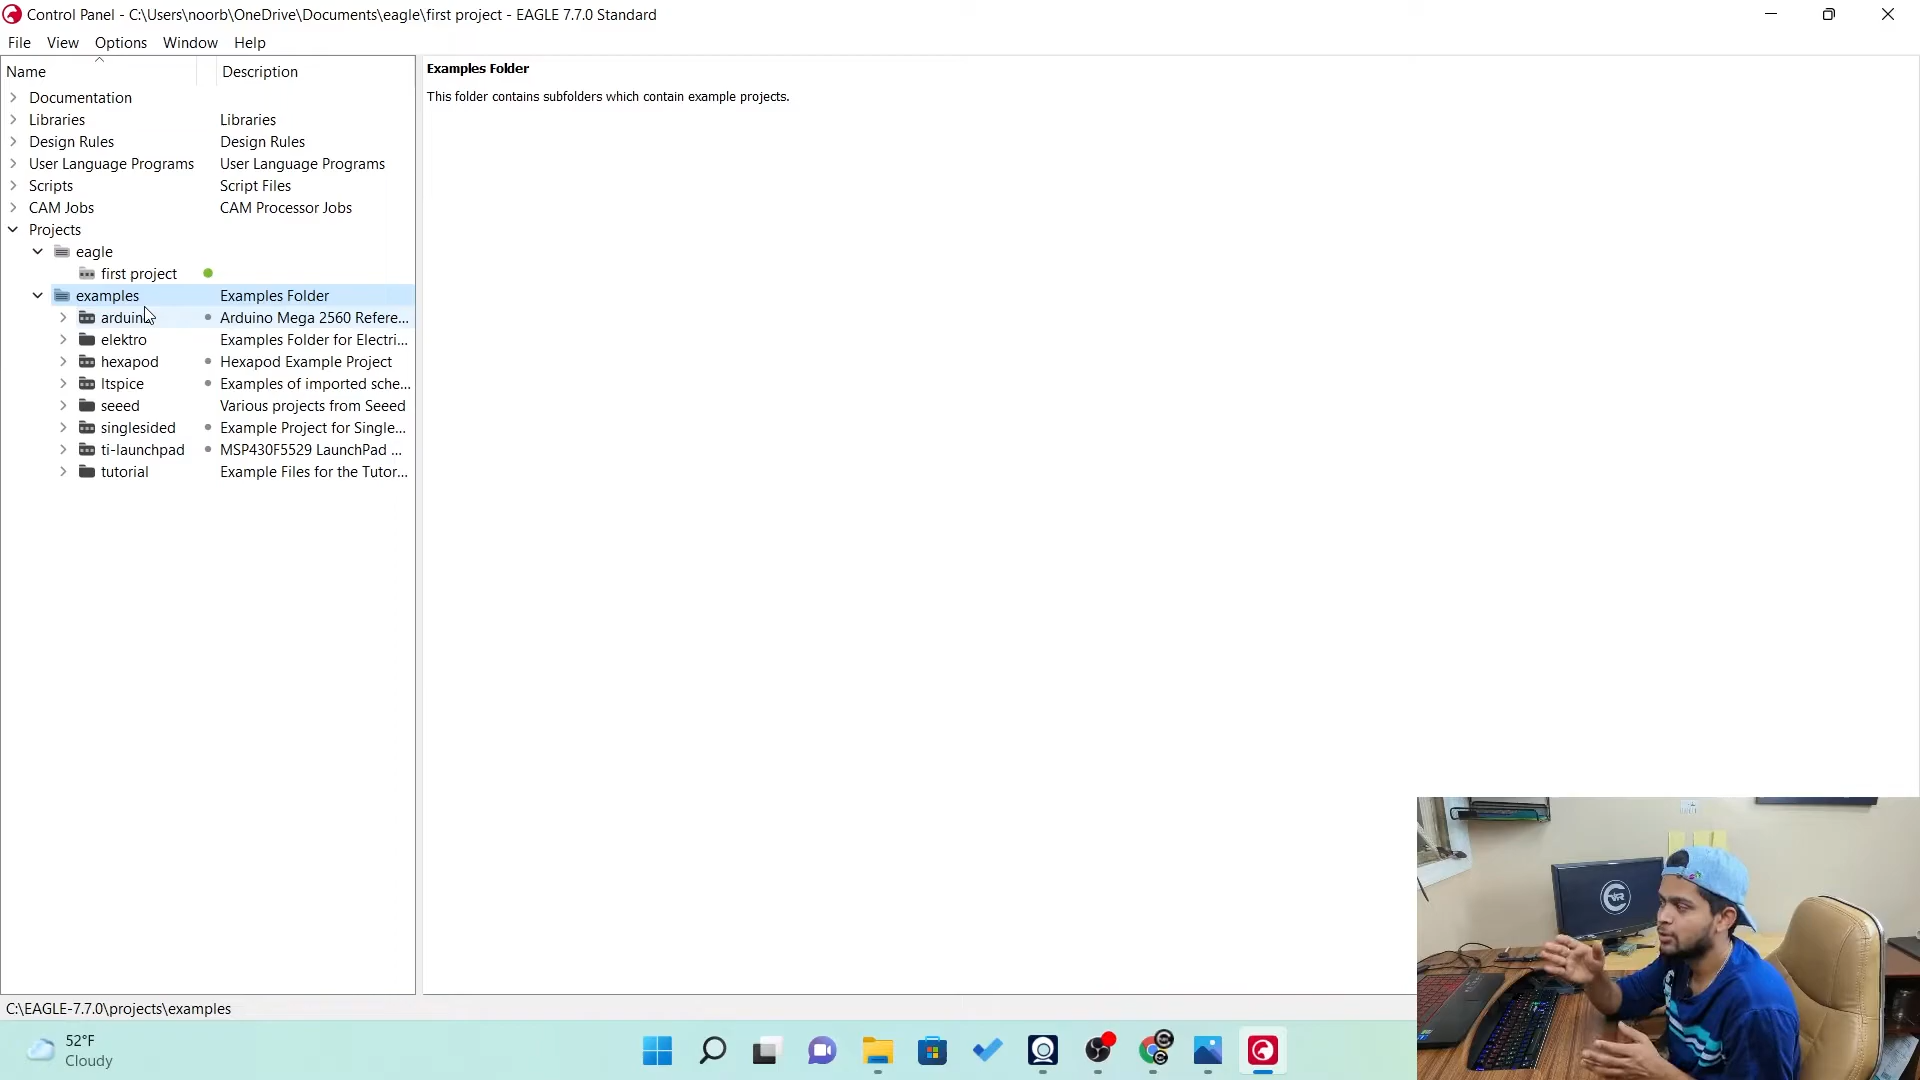 Control Panel - C:\Users\noorb\OneDrive\Documents\eagle\first project - EAGLE 7.7.0 Standard
File View Options Window Help
Name Description
Documentation
Libraries Libraries
Design Rules Design Rules
User Language Programs User Language Programs
Scripts Script Files
CAM Jobs CAM Processor Jobs
Projects
eagle
first project
examples Examples Folder
arduino Arduino Mega 2560 Refere...
elektro Examples Folder for Electri...
hexapod Hexapod Example Project
ltspice Examples of imported sche...
seeed Various projects from Seeed
singlesided Example Project for Single...
ti-launchpad MSP430F5529 LaunchPad ...
tutorial Example Files for the Tutor...
Examples Folder
This folder contains subfolders which contain example projects.
C:\EAGLE-7.7.0\projects\examples
52°F
Cloudy